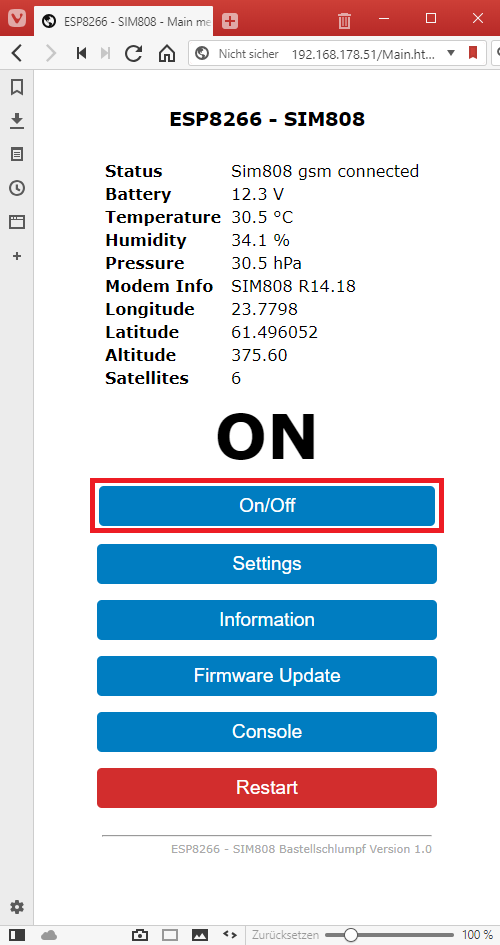 ESP8266 - SIM808 - Main me
Nicht sicher 192.168.178.51/Main.ht...
ESP8266 - SIM808
Status Sim808 gsm connected
Battery 12.3 V
Temperature 30.5 °C
Humidity 34.1 %
Pressure 30.5 hPa
Modem Info SIM808 R14.18
Longitude 23.7798
Latitude 61.496052
Altitude 375.60
Satellites 6
ON
On/Off
Settings
Information
Firmware Update
Console
Restart
ESP8266 - SIM808 Bastellschlumpf Version 1.0
Zurücksetzen 100 %